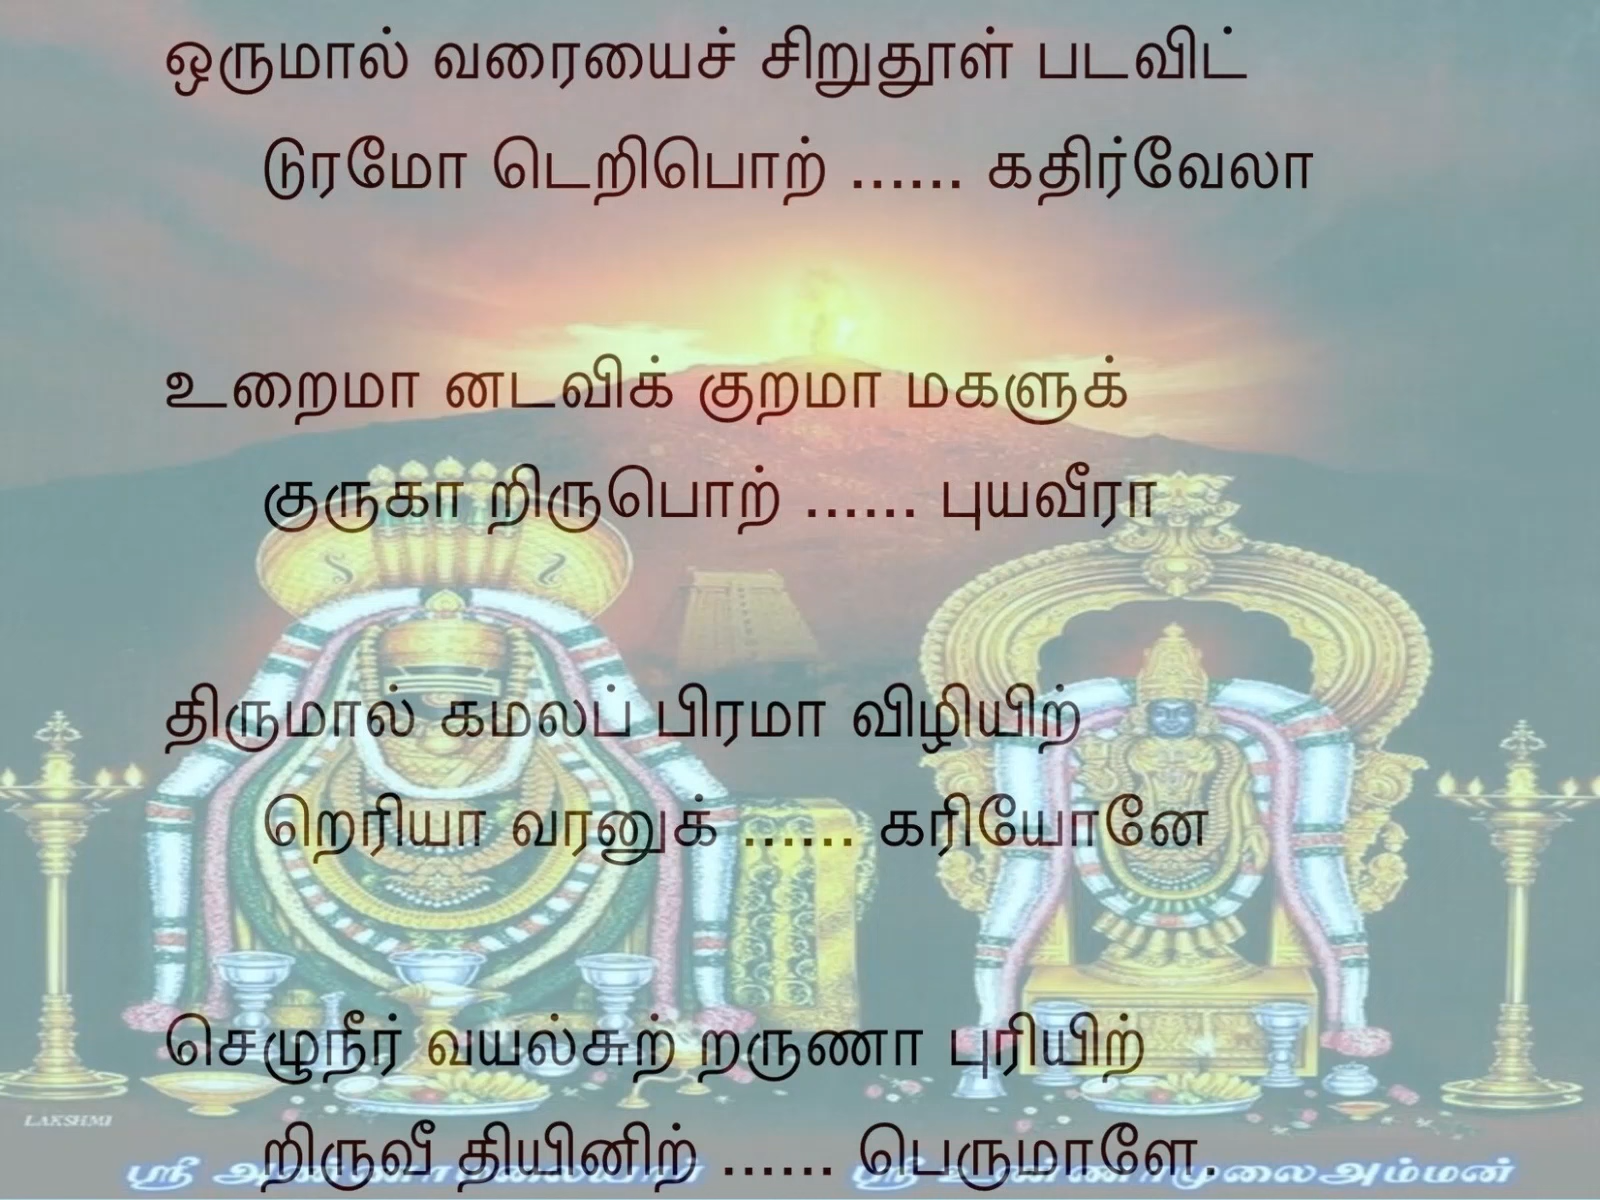 ஒருமால் வரையைச் சிறுதூள் படவிட்
டுரமோ டெறிபொற் ...... கதிர்வேலா
உறைமா னடவிக் குறமா மகளுக்
குருகா றிருபொற் ...... புயவீரா
திருமால் கமலப் பிரமா விழியிற்
றெரியா வரனுக் ...... கரியோனே
செழுநீர் வயல்சுற் றருணா புரியிற்
LAKSHMI
றிருவீ தியினிற் ...... பெருமாளே.
ஸ்ரீ ஸ்ரீ